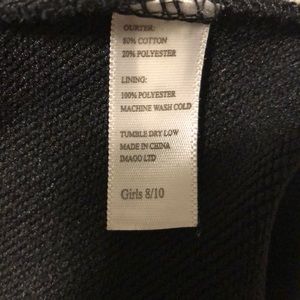 OURTER:
80% COTTON
20% POLYESTER
LINING:
100% POLYESTER
MACHINE WASH COLD
TUMBLE DRY LOW
MADE IN CHINA
IMAGO LTD
Girls 8/10